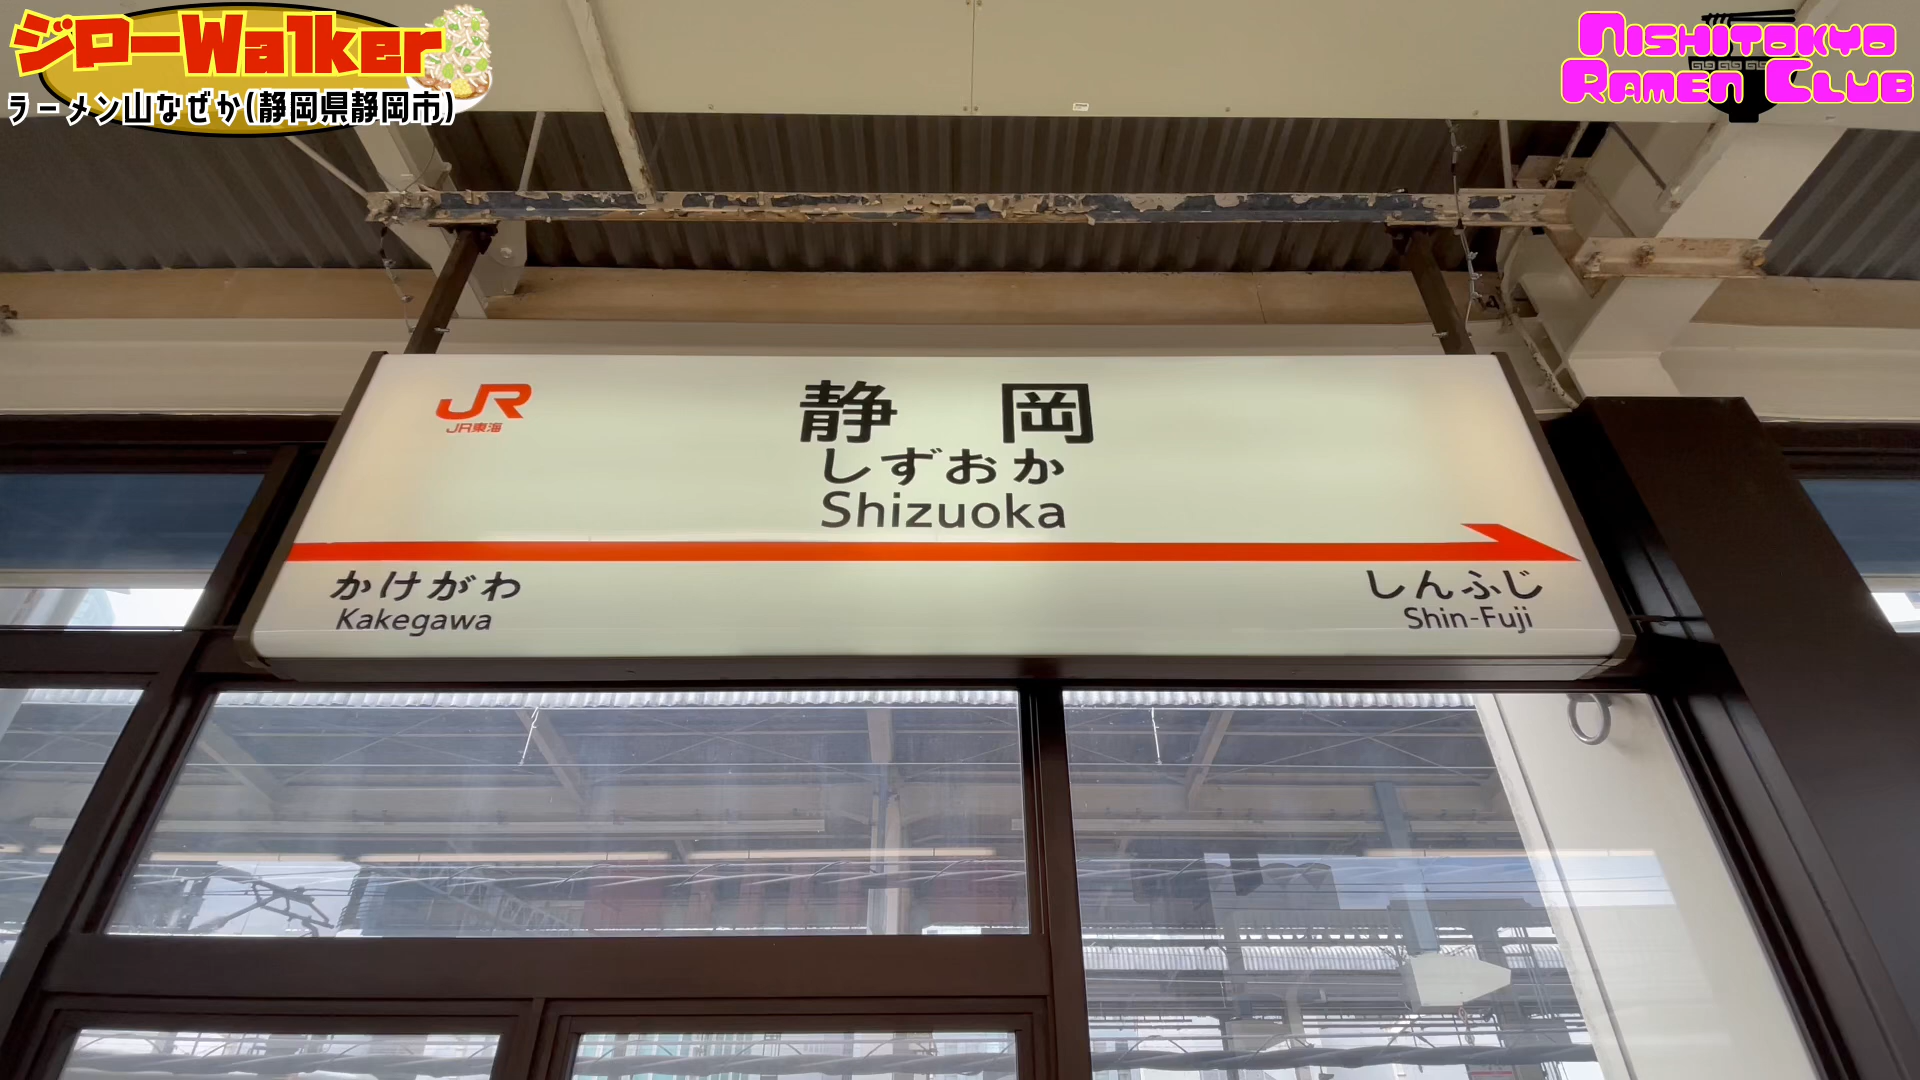 ジローWalker
ラーメン山なぜか(静岡県静岡市)
NISHITOKYO
RAMEN CLUB
JR
JR東海
静岡
しずおか
Shizuoka
かけがわ
Kakegawa
しんふじ
Shin-Fuji